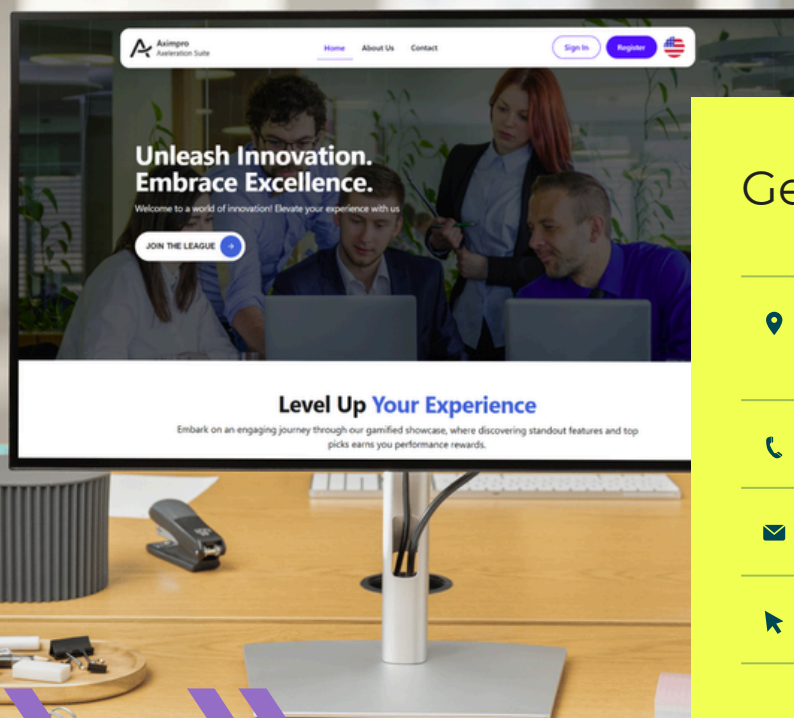 Aximpro
Axeleration Suite
Home About Us Contact
Sign In Register
Unleash Innovation.
Embrace Excellence.
Welcome to a world of innovation! Elevate your experience with us
JOIN THE LEAGUE
Level Up Your Experience
Embark on an engaging journey through our gamified showcase, where discovering standout features and top
picks earns you performance rewards.
Ge